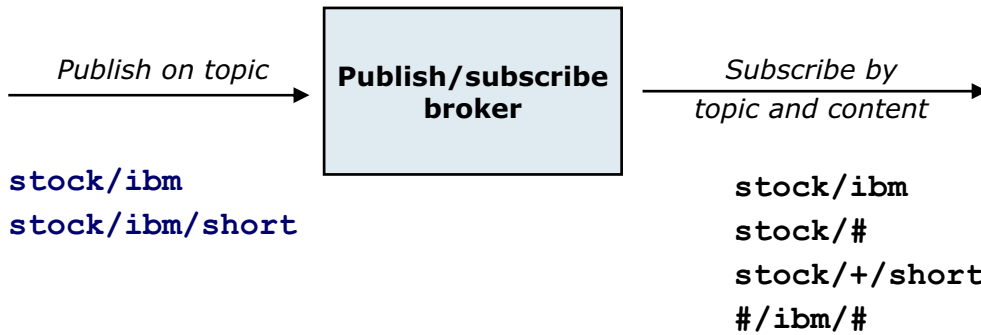 Publish on topic
Publish/subscribe
broker
Subscribe by
topic and content
stock/ibm
stock/ibm/short
stock/ibm
stock/#
stock/+/short
#/ibm/#